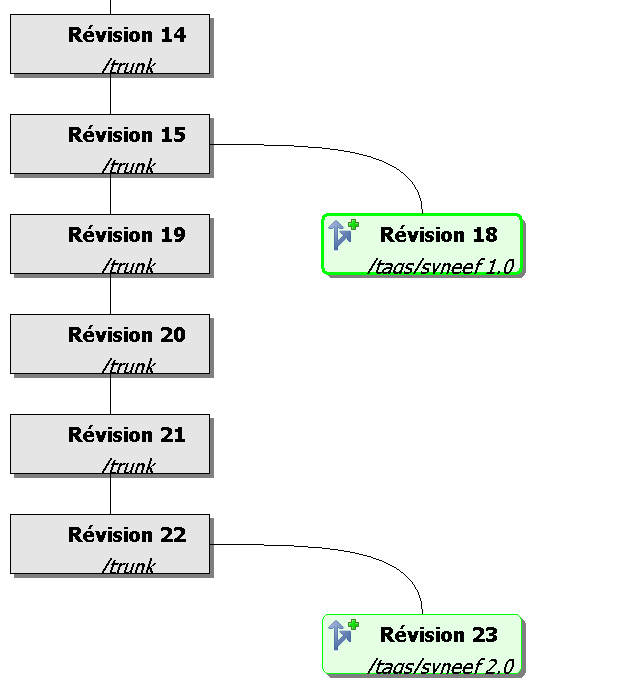 Révision 14
/trunk
Révision 15
/trunk
Révision 19
/trunk
Révision 18
/tags/svneef 1.0
Révision 20
/trunk
Révision 21
/trunk
Révision 22
/trunk
Révision 23
/tags/svneef 2.0